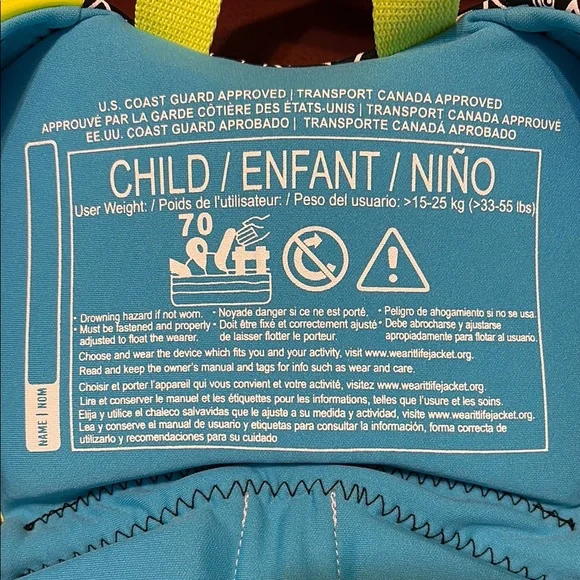 U.S. COAST GUARD APPROVED | TRANSPORT CANADA APPROVED
APPROUVÉ PAR LA GARDE CÔTIÈRE DES ÉTATS-UNIS | TRANSPORT CANADA APPROUVÉ
EE.UU. COAST GUARD APROBADO | TRANSPORTE CANADÁ APROBADO
CHILD / ENFANT / NIÑO
User Weight: / Poids de l'utilisateur: / Peso del usuario: >15-25 kg (>33-55 lbs)
70
• Drowning hazard if not worn.
• Must be fastened and properly
adjusted to float the wearer.
• Noyade danger si ce ne est porté.
• Doit être fixé et correctement ajusté
de laisser flotter le porteur.
• Peligro de ahogamiento si no se usa.
• Debe abrocharse y ajustarse
apropiadamente para flotar al usuario.
Choose and wear the device which fits you and your activity, visit www.wearitlifejacket.org.
Read and keep the owner's manual and tags for info such as wear and care.
Choisir et porter l'appareil qui vous convient et votre activité, visitez www.wearitlifejacket.org.
Lire et conserver le manuel et les étiquettes pour les informations, telles que l'usure et les soins.
Elija y utilice el chaleco salvavidas que le ajuste a su medida y actividad, visite www.wearitlifejacket.org.
Lea y conserve el manual de usuario y etiquetas para consultar la información, forma correcta de
utilizarlo y recomendaciones para su cuidado
NAME | NOM